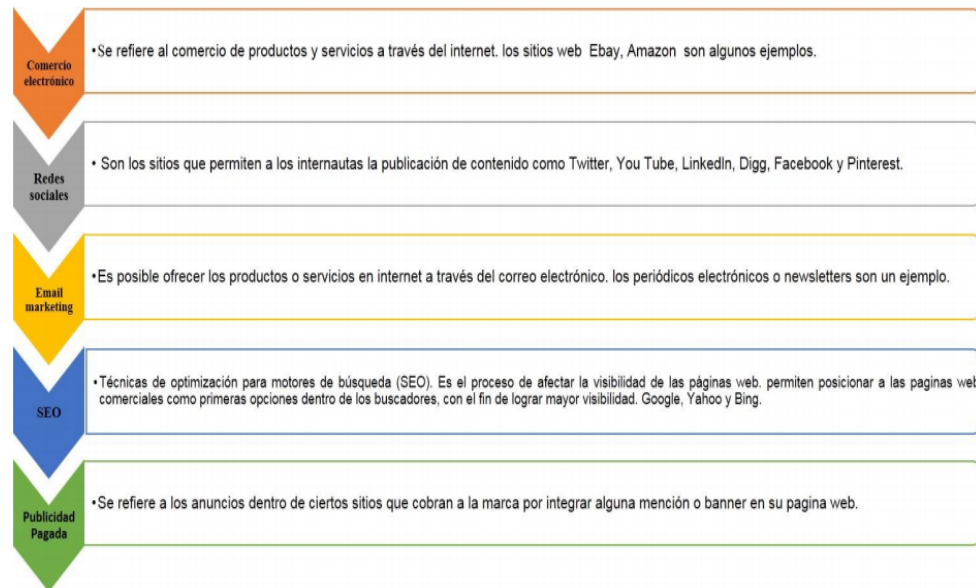 Comercio
electrónico
•Se refiere al comercio de productos y servicios a través del internet. los sitios web Ebay, Amazon son algunos ejemplos.
Redes
sociales
• Son los sitios que permiten a los internautas la publicación de contenido como Twitter, You Tube, LinkedIn, Digg, Facebook y Pinterest.
Email
marketing
•Es posible ofrecer los productos o servicios en internet a través del correo electrónico. los periódicos electrónicos o newsletters son un ejemplo.
SEO
•Técnicas de optimización para motores de búsqueda (SEO). Es el proceso de afectar la visibilidad de las páginas web. permiten posicionar a las paginas web
comerciales como primeras opciones dentro de los buscadores, con el fin de lograr mayor visibilidad. Google, Yahoo y Bing.
Publicidad
Pagada
•Se refiere a los anuncios dentro de ciertos sitios que cobran a la marca por integrar alguna mención o banner en su pagina web.